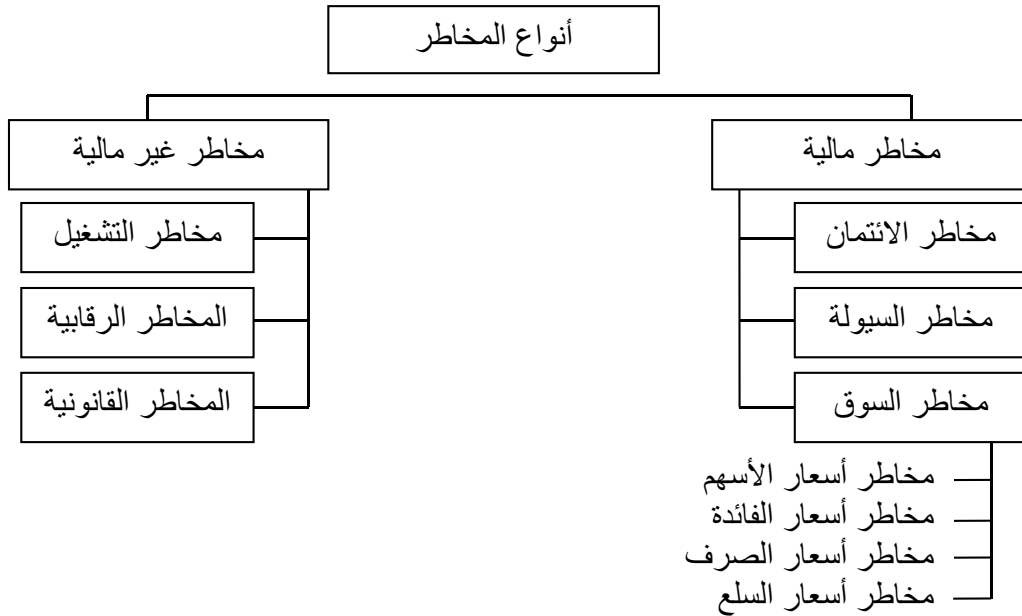 أنواع المخاطر
مخاطر مالية
مخاطر غير مالية
مخاطر الائتمان
مخاطر التشغيل
مخاطر السيولة
المخاطر الرقابية
مخاطر السوق
المخاطر القانونية
مخاطر أسعار الأسهم
مخاطر أسعار الفائدة
مخاطر أسعار الصرف
مخاطر أسعار السلع